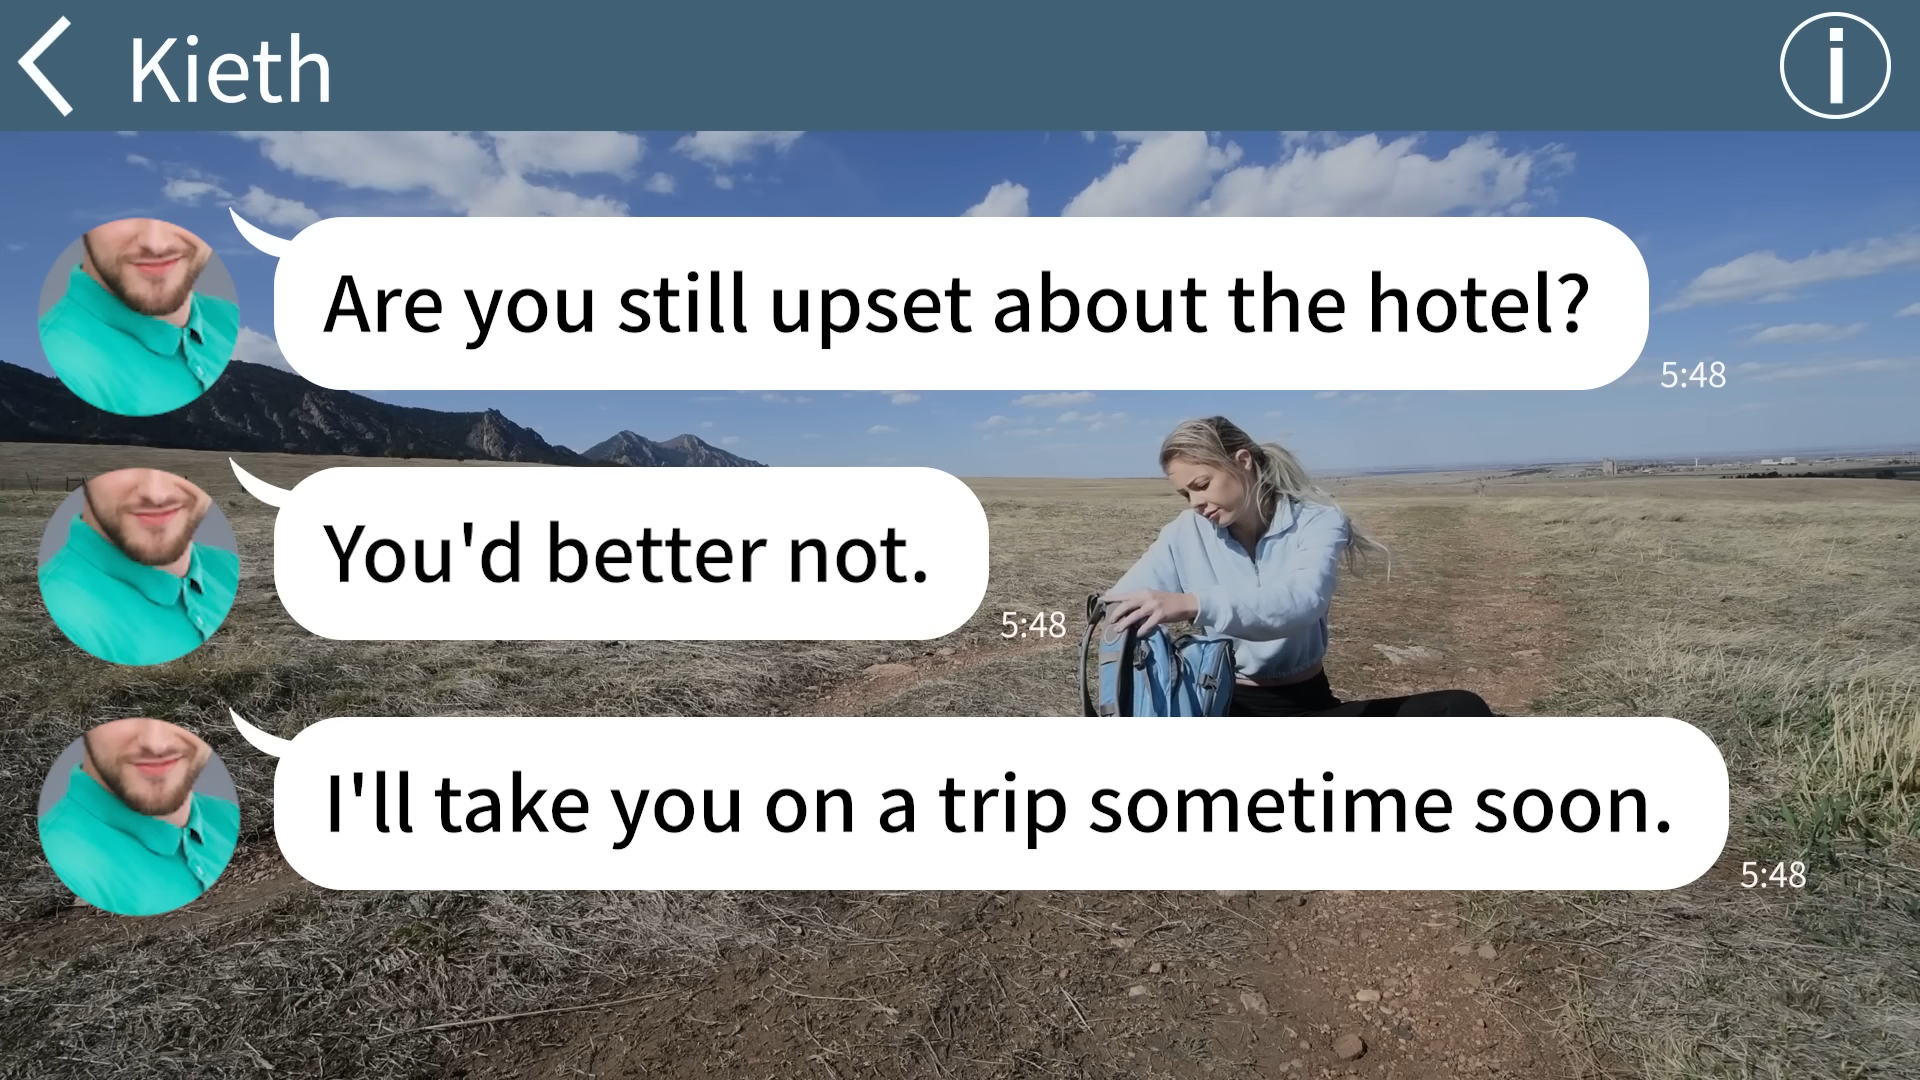 Kieth
Are you still upset about the hotel?
5:48
You'd better not.
5:48
I'll take you on a trip sometime soon.
5:48